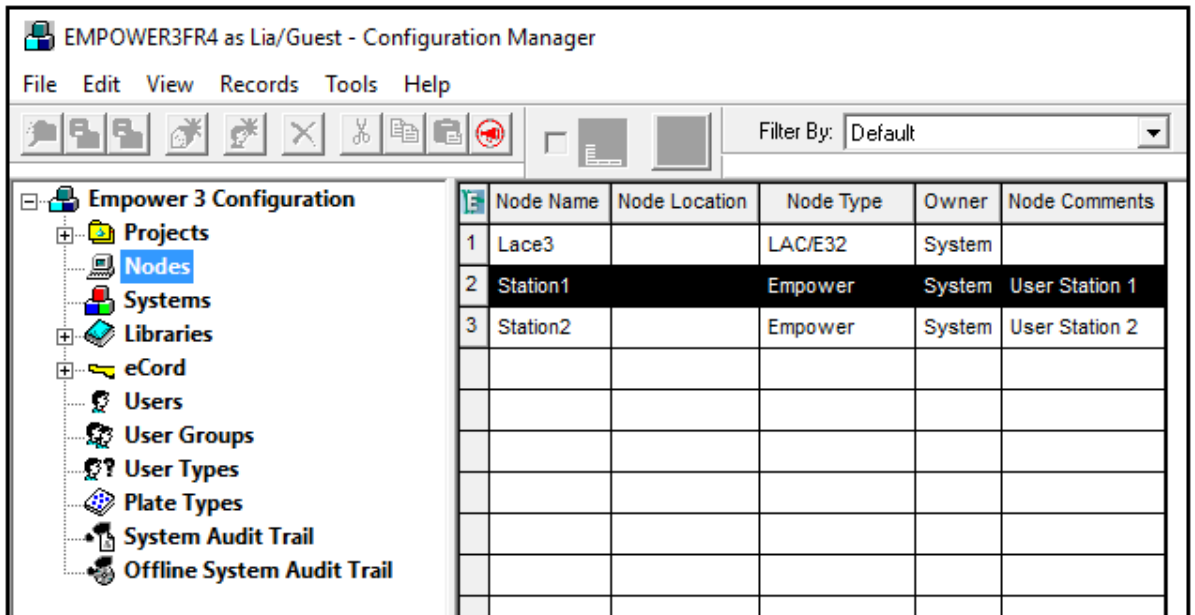 EMPOWER3FR4 as Lia/Guest - Configuration Manager
File Edit View Records Tools Help
Filter By: Default
Empower 3 Configuration
Projects
Nodes
Systems
Libraries
eCord
Users
User Groups
User Types
Plate Types
System Audit Trail
Offline System Audit Trail
Node Name Node Location Node Type Owner Node Comments
1 Lace3 LAC/E32 System
2 Station1 Empower System User Station 1
3 Station2 Empower System User Station 2